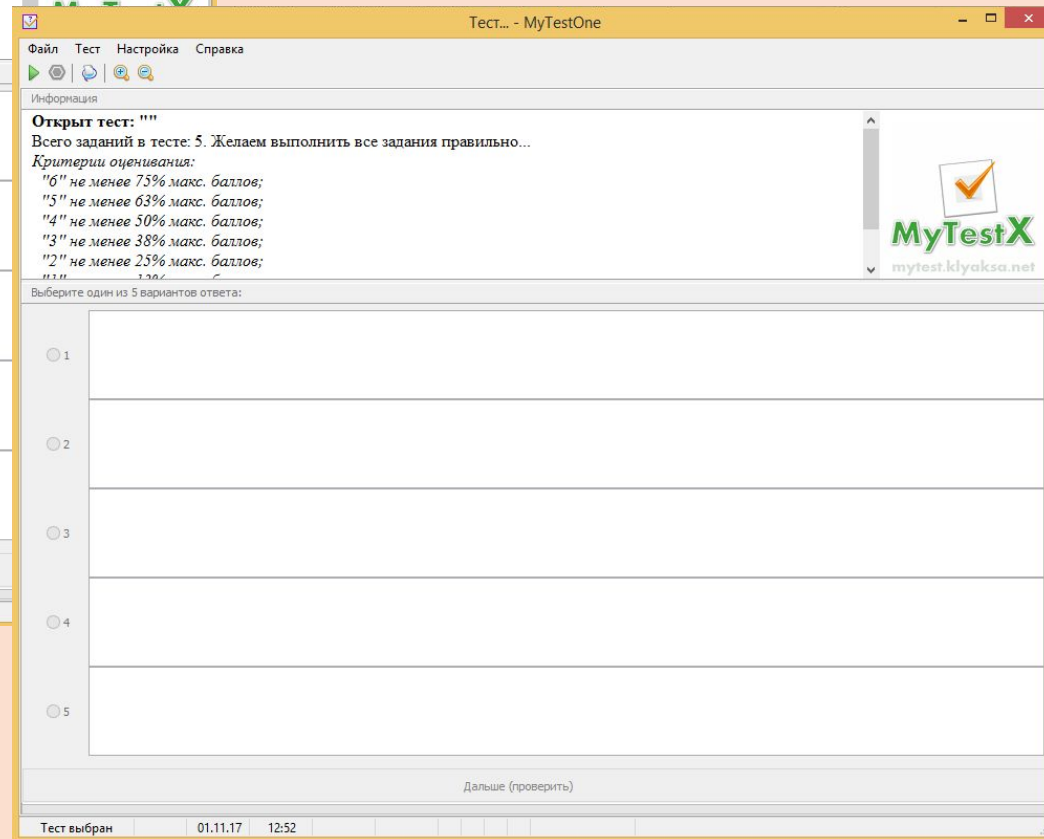 Тест... - MyTestOne
Файл Тест Настройка Справка
Информация
Открыт тест: ""
Всего заданий в тесте: 5. Желаем выполнить все задания правильно...
Критерии оценивания:
"6" не менее 75% макс. баллов;
"5" не менее 63% макс. баллов;
"4" не менее 50% макс. баллов;
"3" не менее 38% макс. баллов;
"2" не менее 25% макс. баллов;
MyTestX
mytest.klyaksa.net
Выберите один из 5 вариантов ответа:
1
2
3
4
5
Дальше (проверить)
Тест выбран 01.11.17 12:52